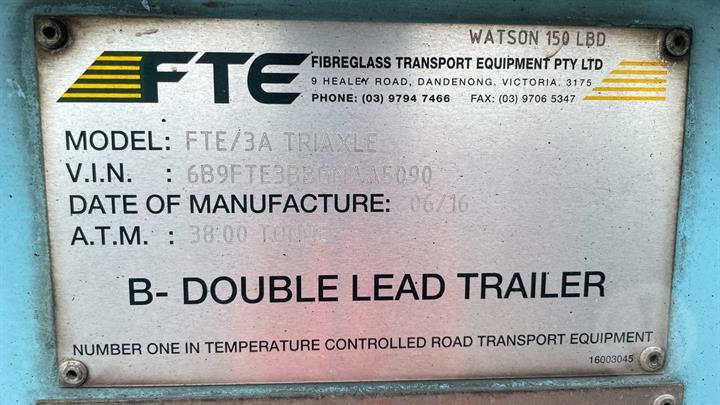 WATSON 150 LBD
FTE
FIBREGLASS TRANSPORT EQUIPMENT PTY LTD
9 HEALEY ROAD, DANDENONG. VICTORIA. 3175
PHONE: (03) 9794 7466 FAX: (03) 9706 5347
MODEL: FTE/3A TRIAXLE
V.I.N. :
DATE OF MANUFACTURE: 06/16
A.T.M. : 38.00 TONNE
B- DOUBLE LEAD TRAILER
NUMBER ONE IN TEMPERATURE CONTROLLED ROAD TRANSPORT EQUIPMENT
16003045